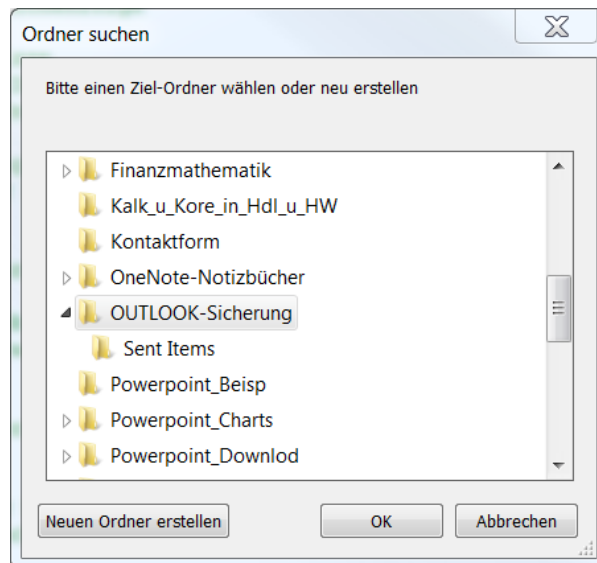 Ordner suchen
Bitte einen Ziel-Ordner wählen oder neu erstellen
Finanzmathematik
Kalk_u_Kore_in_Hdl_u_HW
Kontaktform
OneNote-Notizbücher
OUTLOOK-Sicherung
Sent Items
Powerpoint_Beisp
Powerpoint_Charts
Powerpoint_Downlod
Neuen Ordner erstellen OK Abbrechen